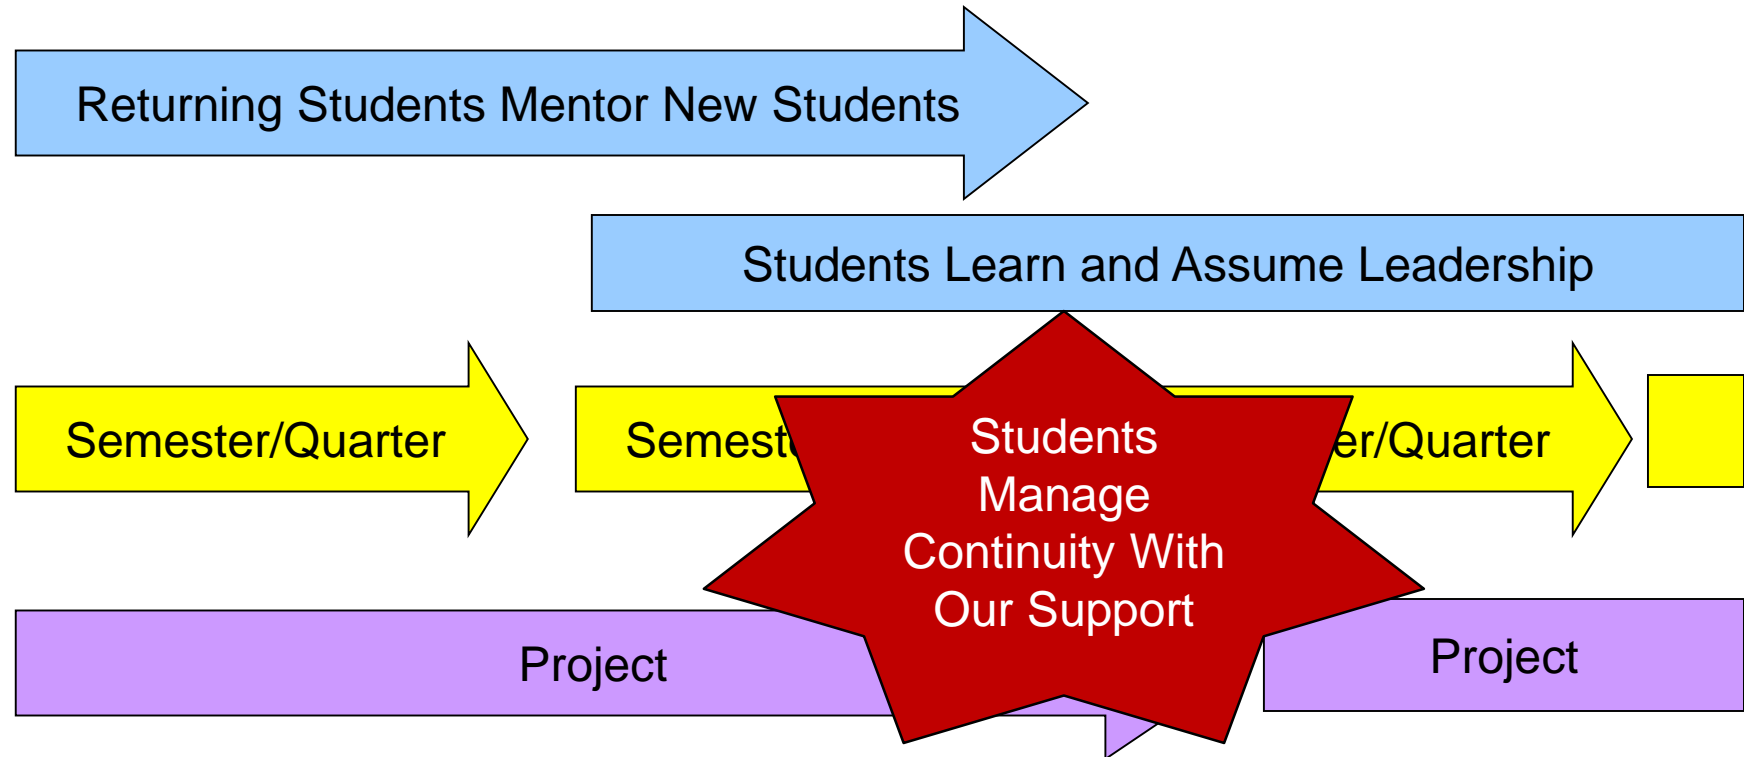 Returning Students Mentor New Students
Students Learn and Assume Leadership
Semester/Quarter
Semest
er/Quarter
Students
Manage
Continuity With
Our Support
Project
Project